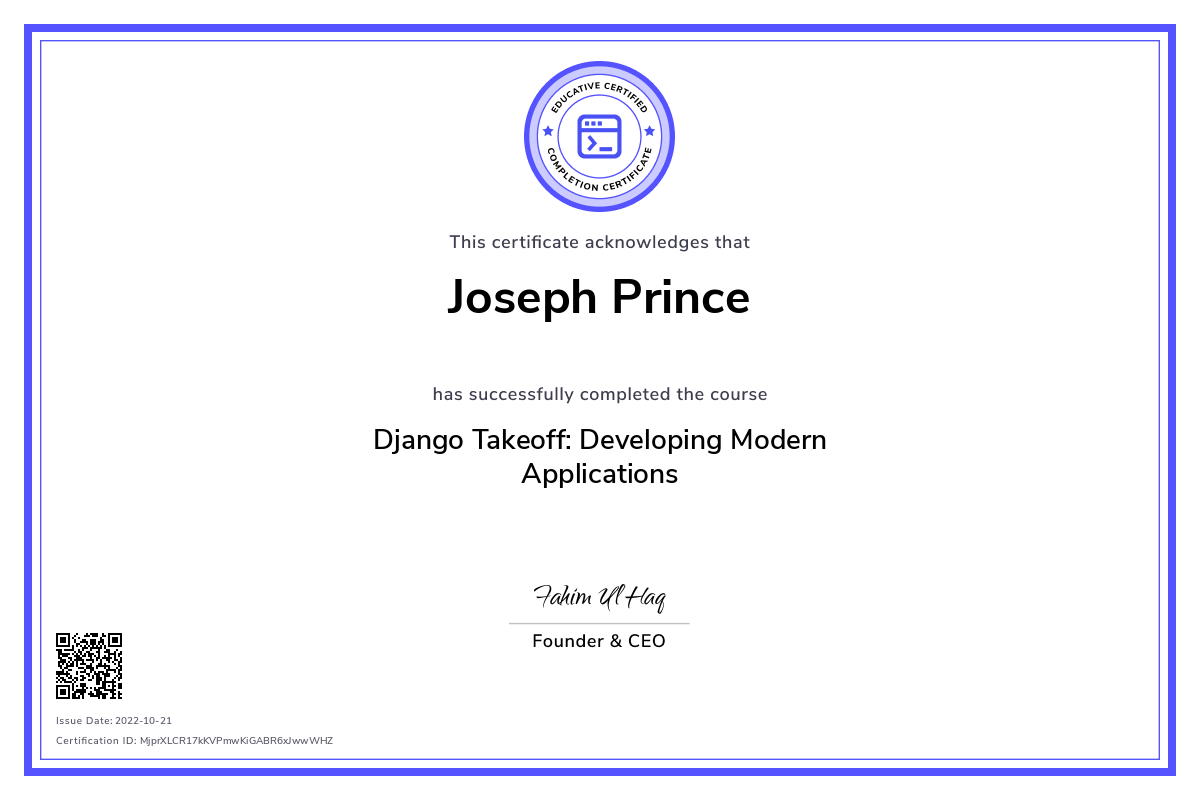 EDUCATIVE CERTIFIED
COMPLETION CERTIFICATE
This certificate acknowledges that
Joseph Prince
has successfully completed the course
Django Takeoff: Developing Modern
Applications
Fahim Ul Haq
Founder & CEO
Issue Date: 2022-10-21
Certification ID: MjprXLCR17kKVPmwKiGABR6xJwwWHZ